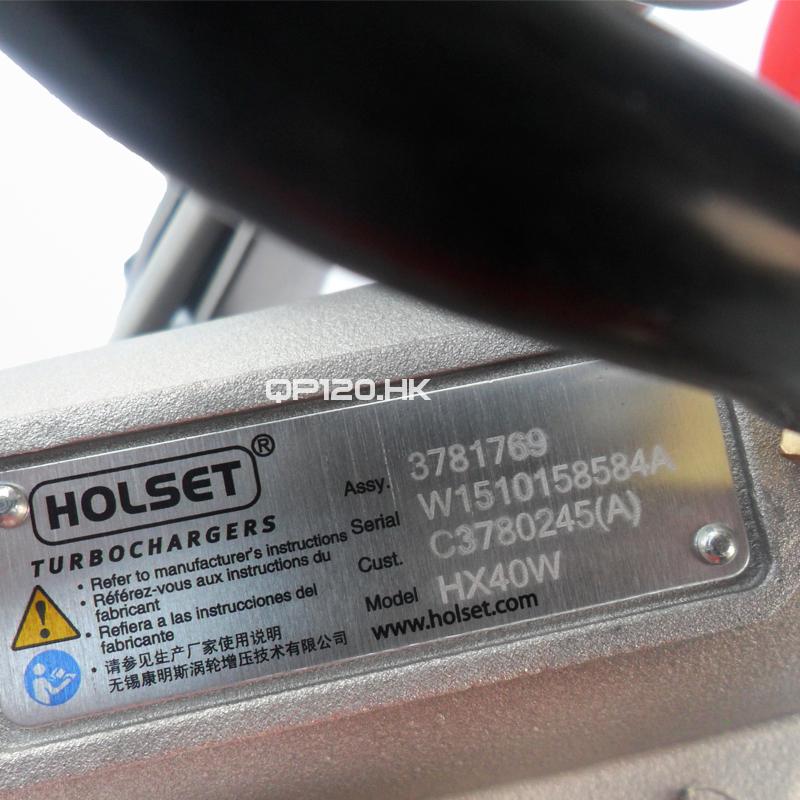 QP120.HK
HOLSET®
TURBOCHARGERS
• Refer to manufacturer's instructions
• Référez-vous aux instructions du
fabricant
• Refiera a las instrucciones del
fabricante
• 请参见生产厂家使用说明
无锡康明斯涡轮增压技术有限公司
Assy. 3781769
Serial W1510158584A
Cust. C3780245(A)
Model HX40W
www.holset.com